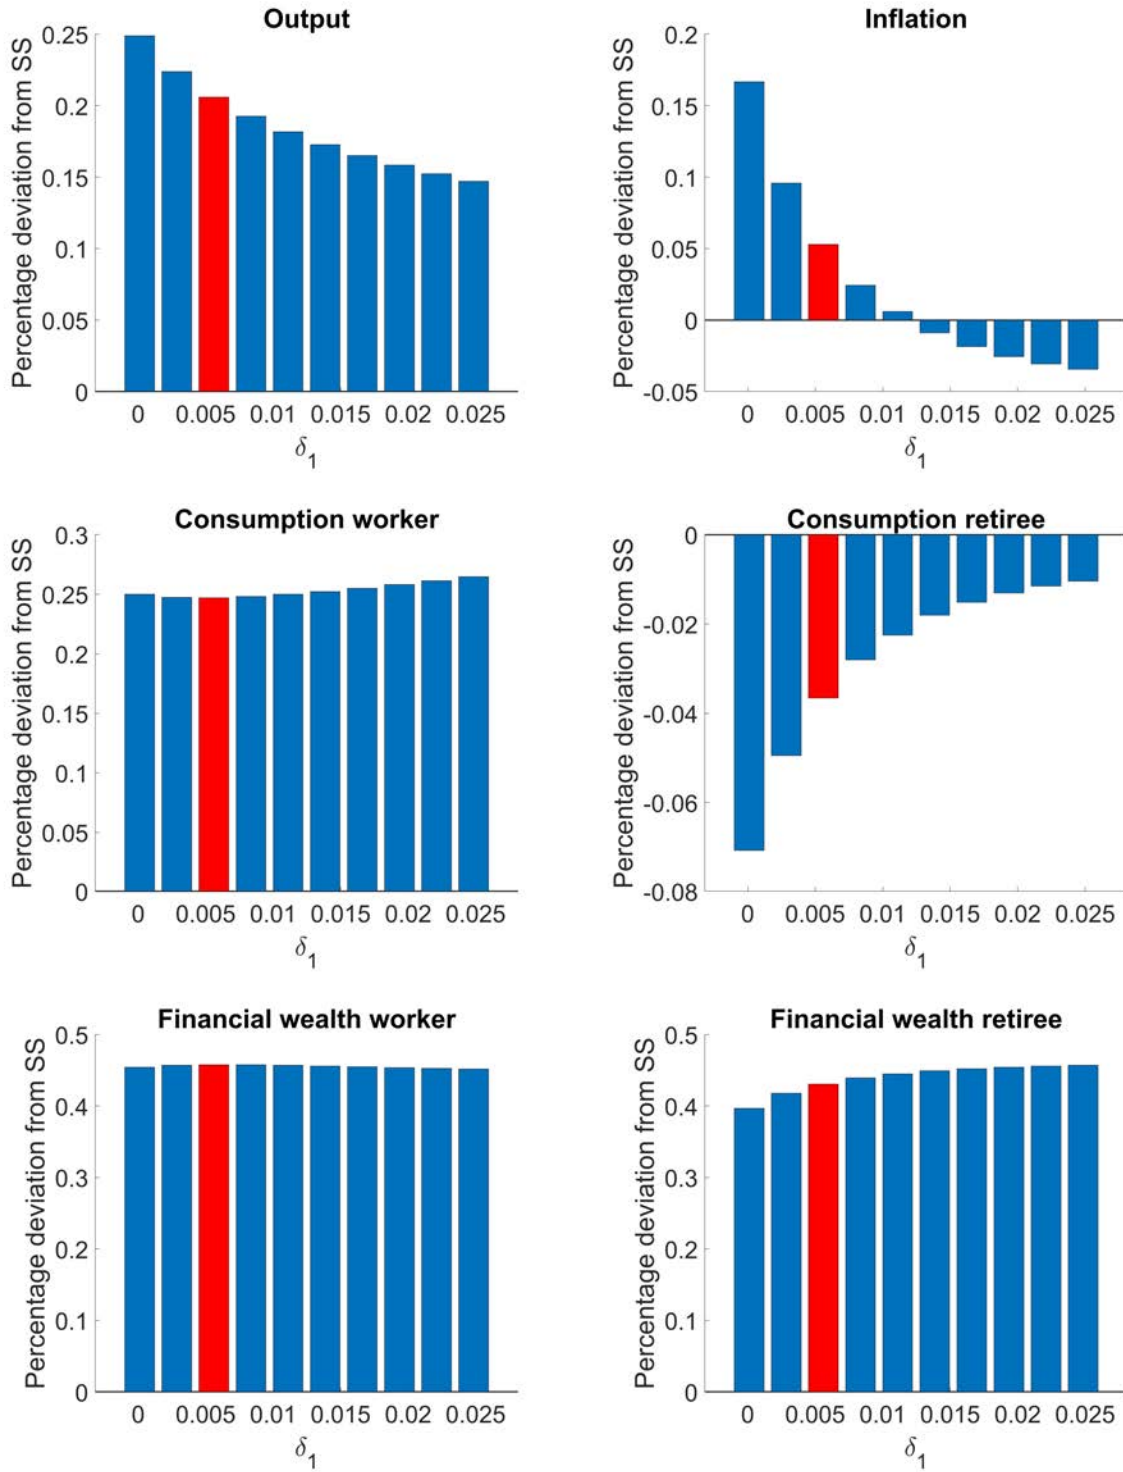 Output
Percentage deviation from SS
0.25
0.2
0.15
0.1
0.05
0
0 0.005 0.01 0.015 0.02 0.025
δ1
Inflation
Percentage deviation from SS
0.2
0.15
0.1
0.05
0
-0.05
0 0.005 0.01 0.015 0.02 0.025
δ1
Consumption worker
Percentage deviation from SS
0.3
0.25
0.2
0.15
0.1
0.05
0
0 0.005 0.01 0.015 0.02 0.025
δ1
Consumption retiree
Percentage deviation from SS
0
-0.02
-0.04
-0.06
-0.08
0 0.005 0.01 0.015 0.02 0.025
δ1
Financial wealth worker
Percentage deviation from SS
0.5
0.4
0.3
0.2
0.1
0
0 0.005 0.01 0.015 0.02 0.025
δ1
Financial wealth retiree
Percentage deviation from SS
0.5
0.4
0.3
0.2
0.1
0
0 0.005 0.01 0.015 0.02 0.025
δ1